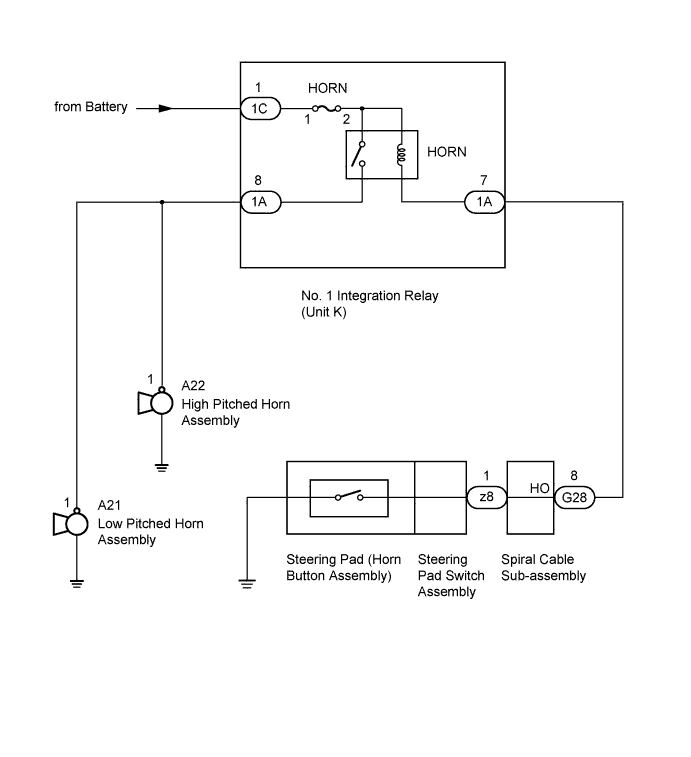 1
HORN
from Battery
1C
1
2
HORN
8
7
1A
1A
No. 1 Integration Relay
(Unit K)
1
A22
High Pitched Horn
Assembly
1
A21
Low Pitched Horn
Assembly
1
8
z8
HO
G28
Steering Pad (Horn
Button Assembly)
Steering
Pad Switch
Assembly
Spiral Cable
Sub-assembly